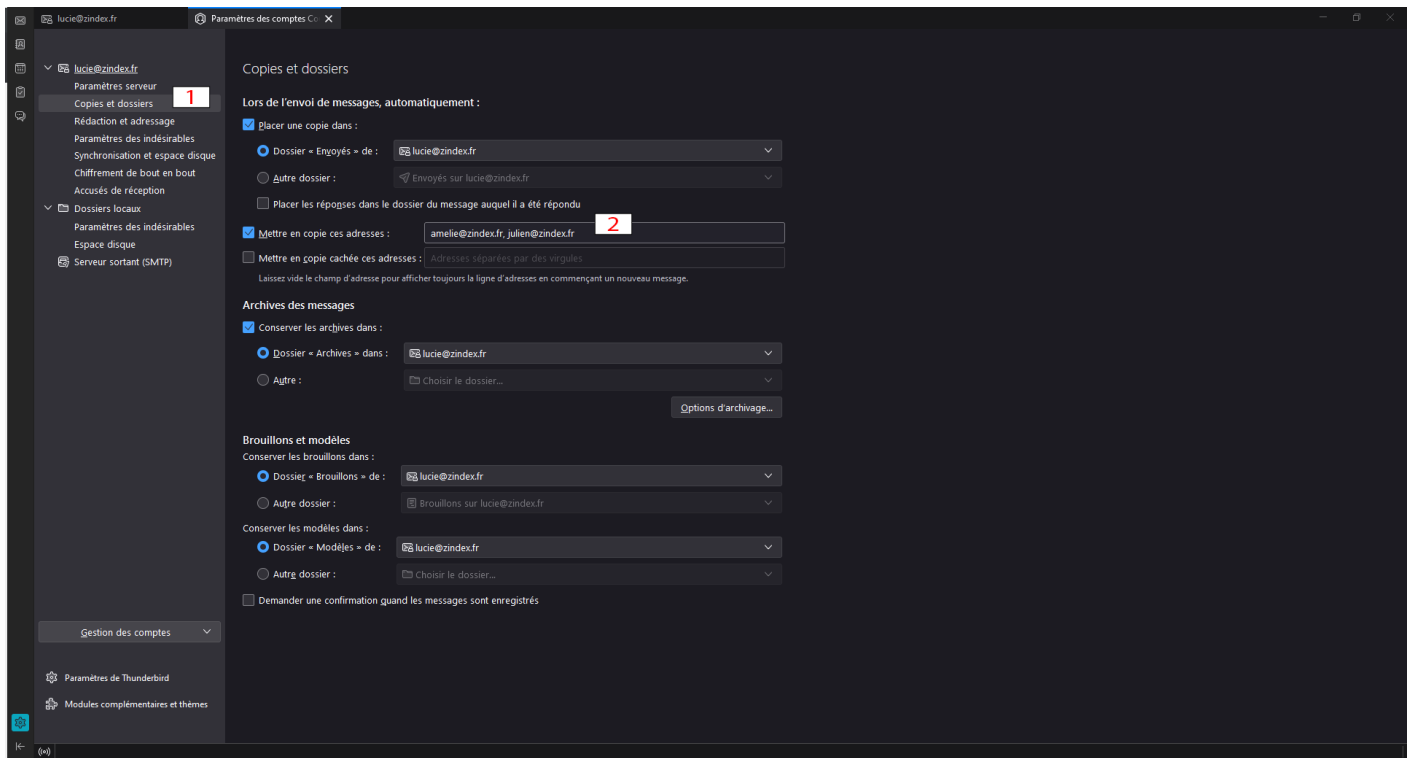 lucie@zindex.fr
Paramètres des comptes Co
lucie@zindex.fr
Paramètres serveur
Copies et dossiers
1
Rédaction et adressage
Paramètres des indésirables
Synchronisation et espace disque
Chiffrement de bout en bout
Accusés de réception
Dossiers locaux
Paramètres des indésirables
Espace disque
Serveur sortant (SMTP)
Gestion des comptes
Paramètres de Thunderbird
Modules complémentaires et thèmes
Copies et dossiers
Lors de l'envoi de messages, automatiquement :
Placer une copie dans :
Dossier « Envoyés » de : lucie@zindex.fr
Autre dossier : Envoyés sur lucie@zindex.fr
Placer les réponses dans le dossier du message auquel il a été répondu
2
Mettre en copie ces adresses : amelie@zindex.fr, julien@zindex.fr
Mettre en copie cachée ces adresses : Adresses séparées par des virgules
Laissez vide le champ d'adresse pour afficher toujours la ligne d'adresses en commençant un nouveau message.
Archives des messages
Conserver les archives dans :
Dossier « Archives » dans : lucie@zindex.fr
Autre : Choisir le dossier...
Options d'archivage...
Brouillons et modèles
Conserver les brouillons dans :
Dossier « Brouillons » de : lucie@zindex.fr
Autre dossier : Brouillons sur lucie@zindex.fr
Conserver les modèles dans :
Dossier « Modèles » de : lucie@zindex.fr
Autre dossier : Choisir le dossier...
Demander une confirmation quand les messages sont enregistrés